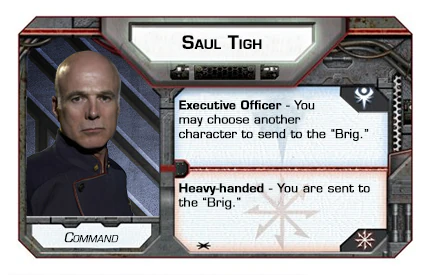 SAUL TIGH
Executive Officer - You
may choose another
character to send to the "Brig."
Heavy-handed - You are sent to
the "Brig."
COMMAND